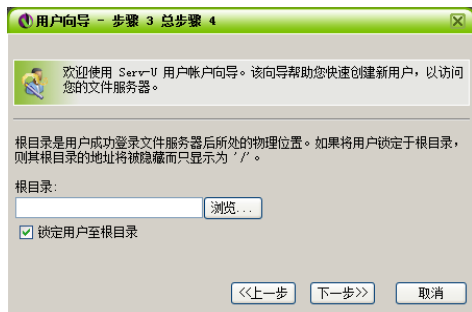 用户向导 - 步骤 3 总步骤 4
欢迎使用 Serv-U 用户帐户向导。该向导帮助您快速创建新用户，以访问
您的文件服务器。
根目录是用户成功登录文件服务器后所处的物理位置。如果将用户锁定于根目录，
则其根目录的地址将被隐藏而只显示为 '/'。
根目录:
浏览...
锁定用户至根目录
<<上一步 下一步>> 取消